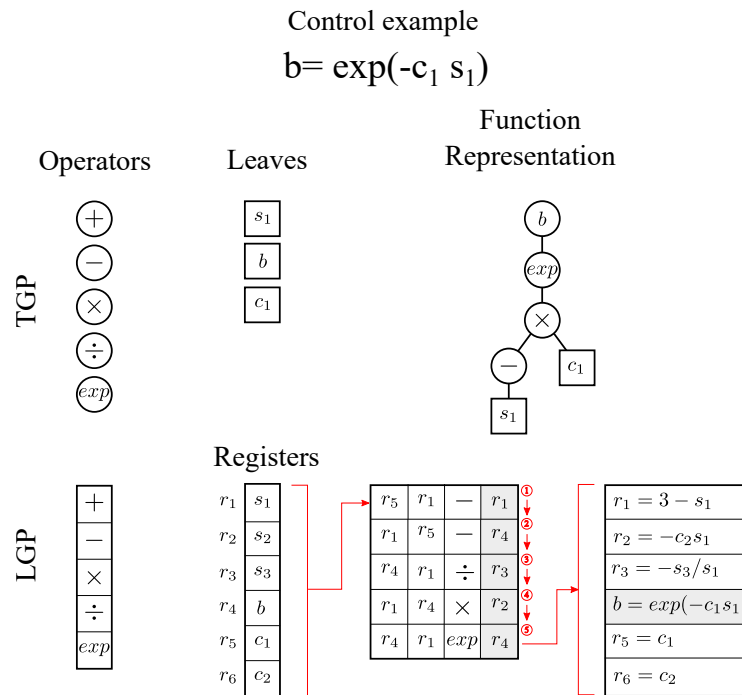 Control example
b= exp(-c₁ s₁)
Function
Representation
Operators
Leaves
TGP
+
−
×
÷
exp
s₁
b
c₁
b
exp
×
−
c₁
s₁
LGP
+
−
×
÷
exp
Registers
r₁ s₁
r₂ s₂
r₃ s₃
r₄ b
r₅ c₁
r₆ c₂
r₅ r₁ − r₁ ①
r₁ r₅ − r₄ ②
r₄ r₁ ÷ r₃ ③
r₁ r₄ × r₂ ④
r₄ r₁ exp r₄ ⑤
r₁ = 3 − s₁
r₂ = −c₂s₁
r₃ = −s₃/s₁
b = exp(−c₁s₁
r₅ = c₁
r₆ = c₂